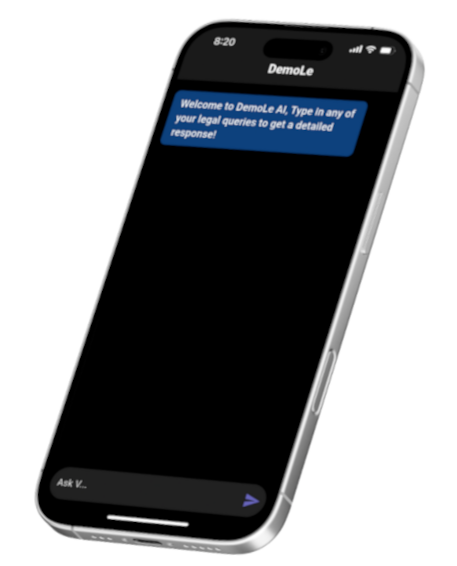 8:20
DemoLe
Welcome to DemoLe AI, Type in any of
your legal queries to get a detailed
response!
Ask V...